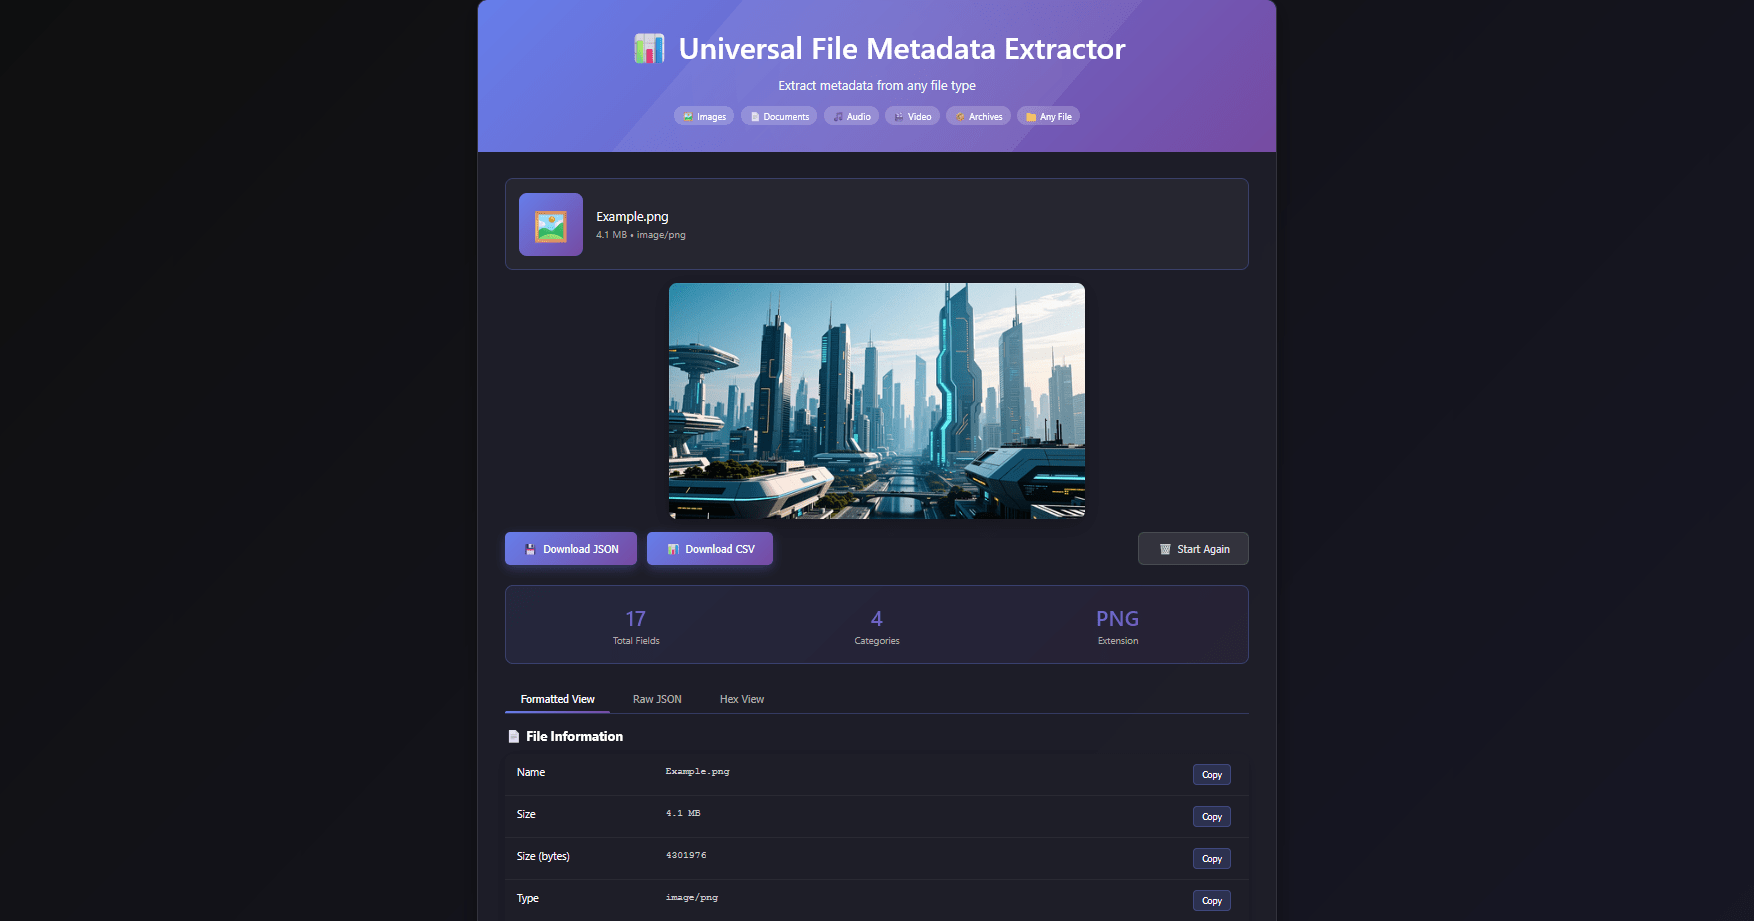 Universal File Metadata Extractor
Extract metadata from any file type
Images Documents Audio Video Archives Any File
Example.png
4.1 MB • image/png
Download JSON Download CSV Start Again
17 4 PNG
Total Fields Categories Extension
Formatted View Raw JSON Hex View
File Information
Name Example.png Copy
Size 4.1 MB Copy
Size (bytes) 4301976 Copy
Type image/png Copy